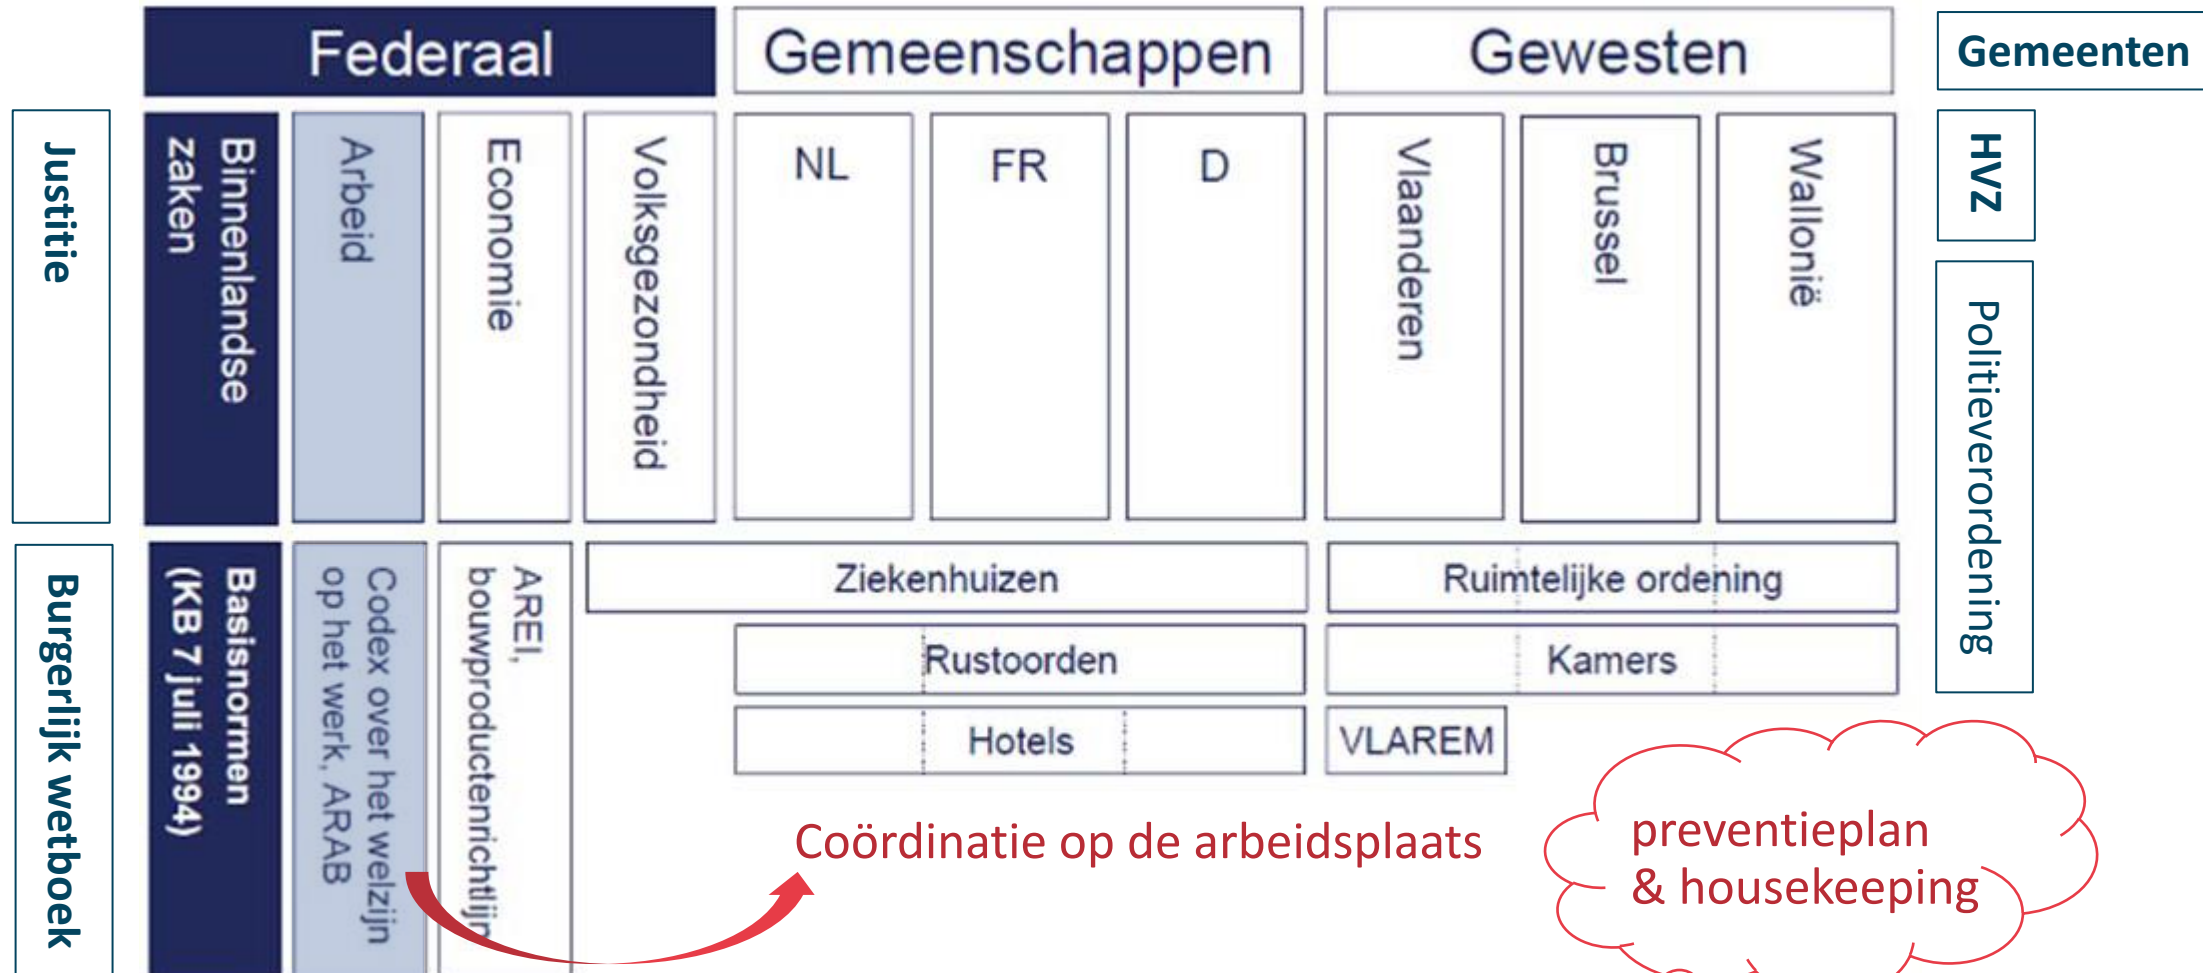 Federaal
Gemeenschappen
Gewesten
Gemeenten
Justitie
Binnenlandse
zaken
Arbeid
Economie
Volksgezondheid
NL
FR
D
Vlaanderen
Brussel
Wallonië
HVZ
Politieverordening
Burgerlijk wetboek
Basisnormen
(KB 7 juli 1994)
Codex over het welzijn
op het werk, ARAB
AREI,
bouwproductenrichtlijn
Ziekenhuizen
Ruimtelijke ordening
Rustoorden
Kamers
Hotels
VLAREM
Coördinatie op de arbeidsplaats
preventieplan
& housekeeping